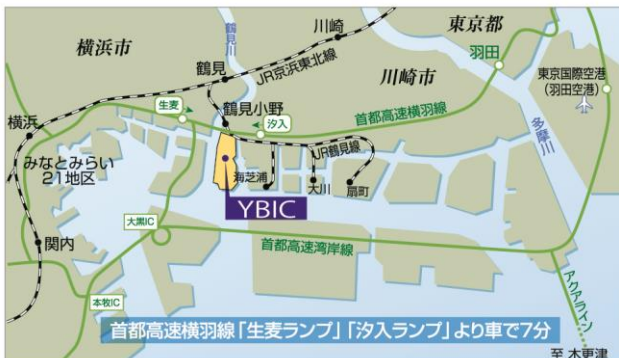 横浜市
鶴見川
川崎
東京都
鶴見
JR京浜東北線
羽田
川崎市
東京国際空港
(羽田空港)
生麦
鶴見小野
汐入
首都高速横羽線
横浜
多摩川
みなとみらい
21地区
JR鶴見線
海芝浦
大川
扇町
YBIC
大黒IC
関内
首都高速湾岸線
アクアライン
本牧IC
首都高速横羽線「生麦ランプ」「汐入ランプ」より車で7分
至 木更津